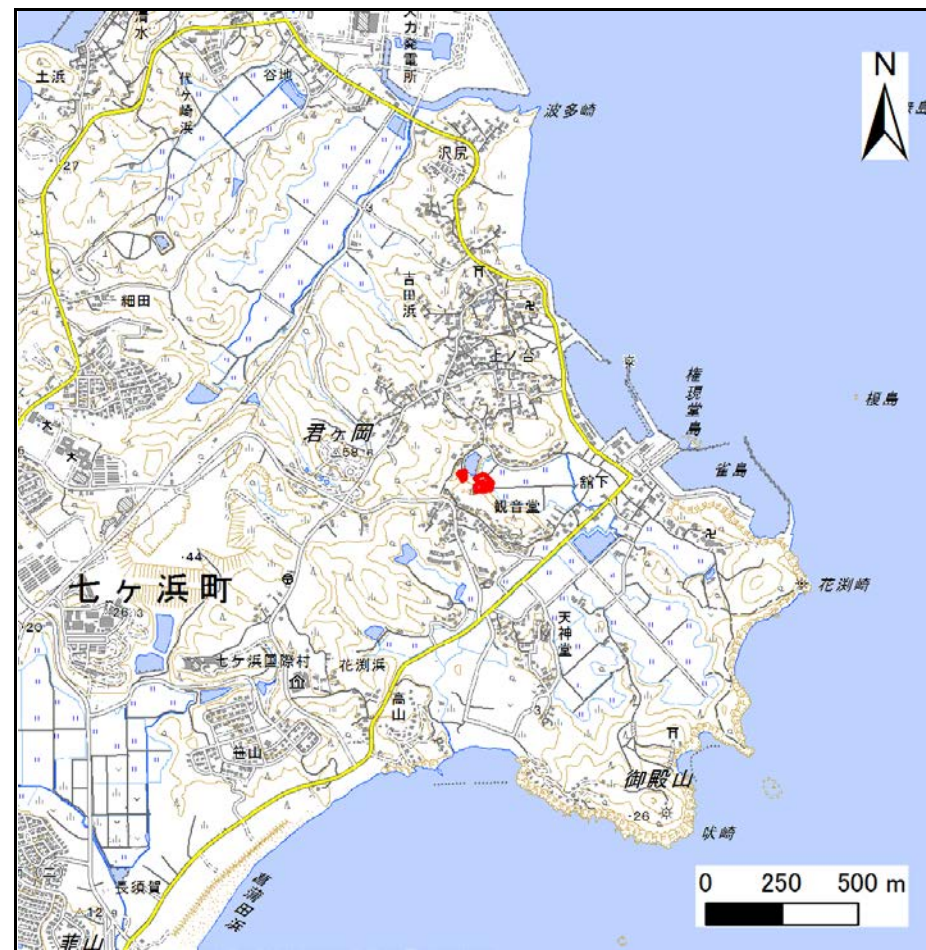 清水
火力発電所
土浜
代ヶ崎浜
谷地
N
波多崎
沢尻
27
細田
吉田浜
上ノ台
権現堂島
榎島
君ヶ岡
58
雀島
舘下
観音堂
44
七ヶ浜町
26
3
花渕崎
20
天神堂
七ヶ浜国際村
花渕浜
高山
3
笹山
御殿山
26
吠崎
0 250 500 m
長須賀
菖蒲田浜
12
9
韮山